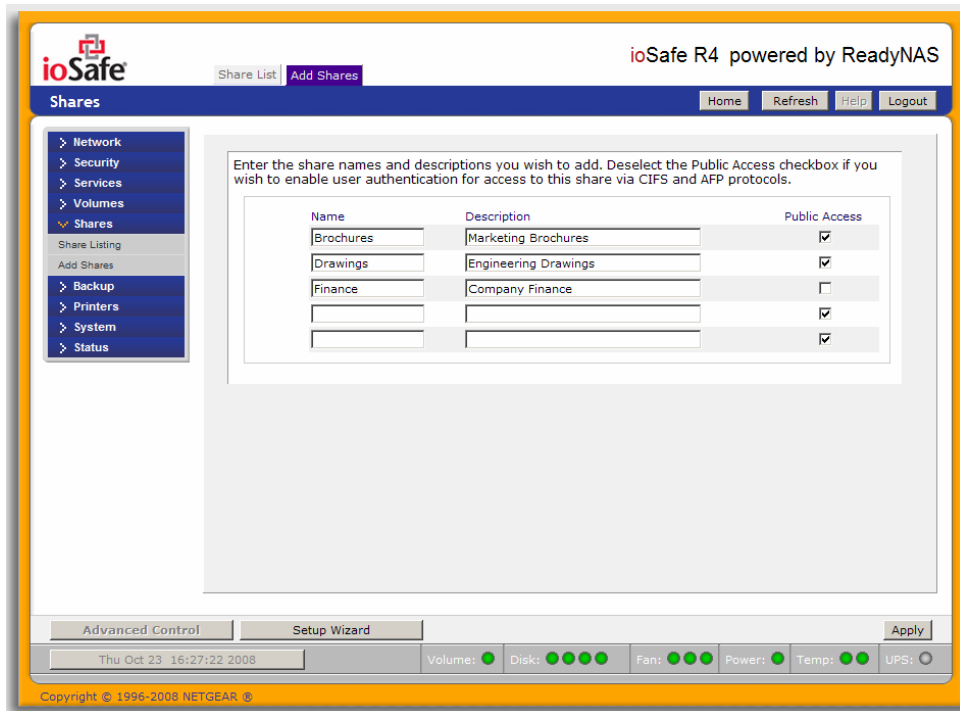 ioSafe®
Share List
Add Shares
ioSafe R4 powered by ReadyNAS
Shares
Home
Refresh
Help
Logout
Network
Security
Services
Volumes
Shares
Share Listing
Add Shares
Backup
Printers
System
Status
Enter the share names and descriptions you wish to add. Deselect the Public Access checkbox if you
wish to enable user authentication for access to this share via CIFS and AFP protocols.
Name Description Public Access
Brochures Marketing Brochures
Drawings Engineering Drawings
Finance Company Finance
Advanced Control
Setup Wizard
Apply
Thu Oct 23 16:27:22 2008
Volume:
Disk:
Fan:
Power:
Temp:
UPS:
Copyright © 1996-2008 NETGEAR ®